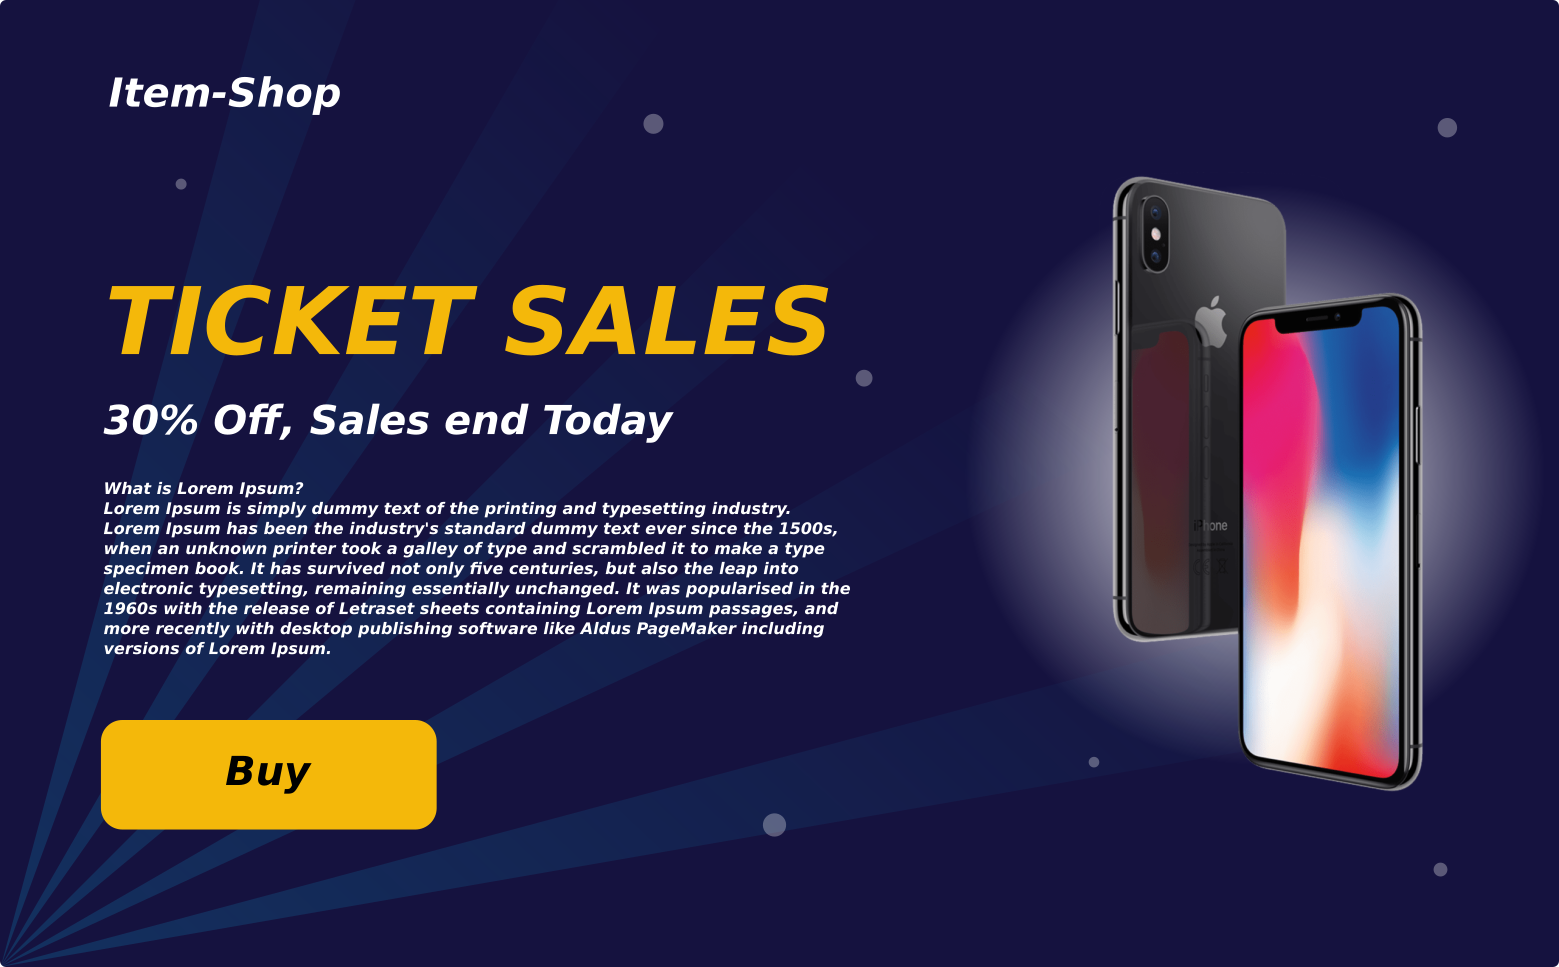 Item-Shop
TICKET SALES
30% Off, Sales end Today
What is Lorem Ipsum?
Lorem Ipsum is simply dummy text of the printing and typesetting industry.
Lorem Ipsum has been the industry's standard dummy text ever since the 1500s,
when an unknown printer took a galley of type and scrambled it to make a type
specimen book. It has survived not only five centuries, but also the leap into
electronic typesetting, remaining essentially unchanged. It was popularised in the
1960s with the release of Letraset sheets containing Lorem Ipsum passages, and
more recently with desktop publishing software like Aldus PageMaker including
versions of Lorem Ipsum.
Buy
iPhone